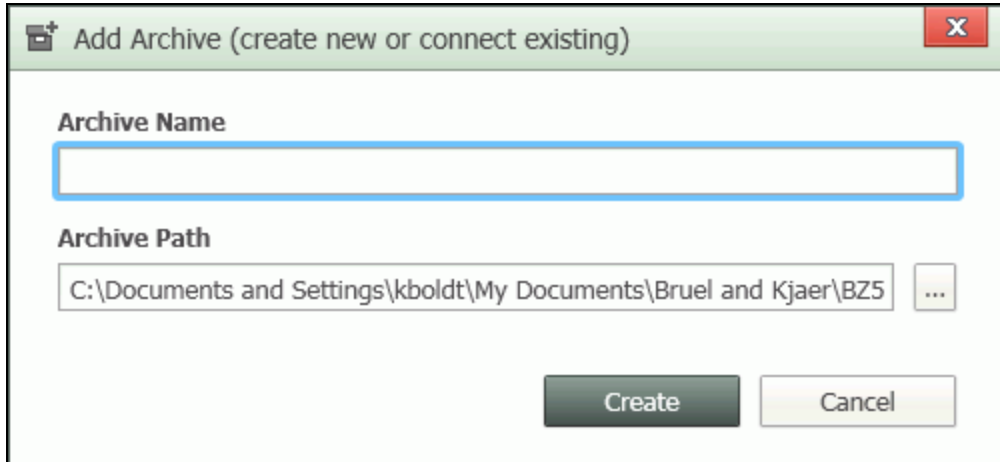 Add Archive (create new or connect existing)
x
Archive Name
Archive Path
C:\Documents and Settings\kboldt\My Documents\Bruel and Kjaer\BZ5
...
Create Cancel